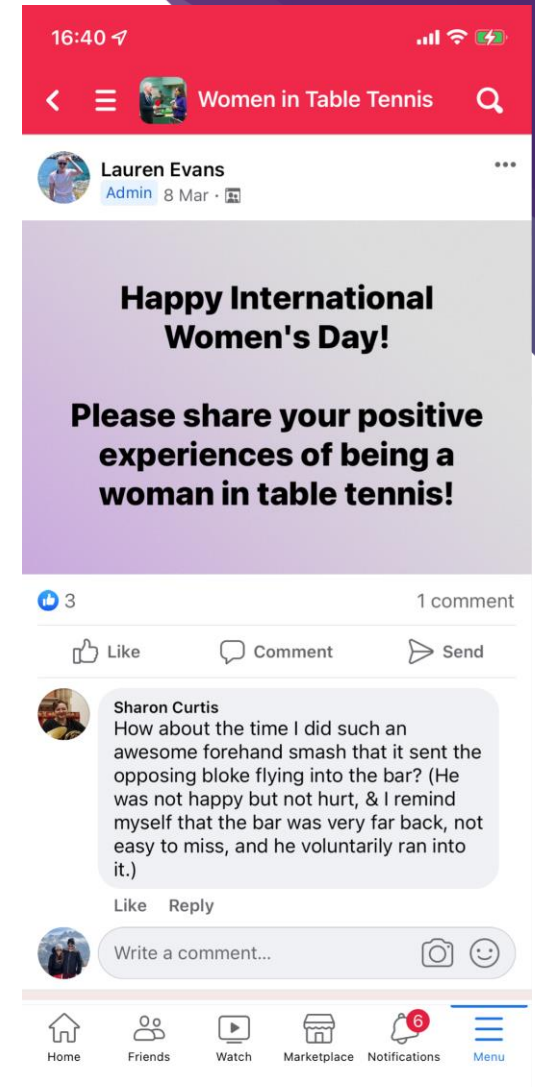 16:40
Women in Table Tennis
Lauren Evans
Admin 8 Mar ·
Happy International
Women's Day!
Please share your positive
experiences of being a
woman in table tennis!
3 1 comment
Like Comment Send
Sharon Curtis
How about the time I did such an
awesome forehand smash that it sent the
opposing bloke flying into the bar? (He
was not happy but not hurt, & I remind
myself that the bar was very far back, not
easy to miss, and he voluntarily ran into
it.)
Like Reply
Write a comment...
6
Home Friends Watch Marketplace Notifications Menu